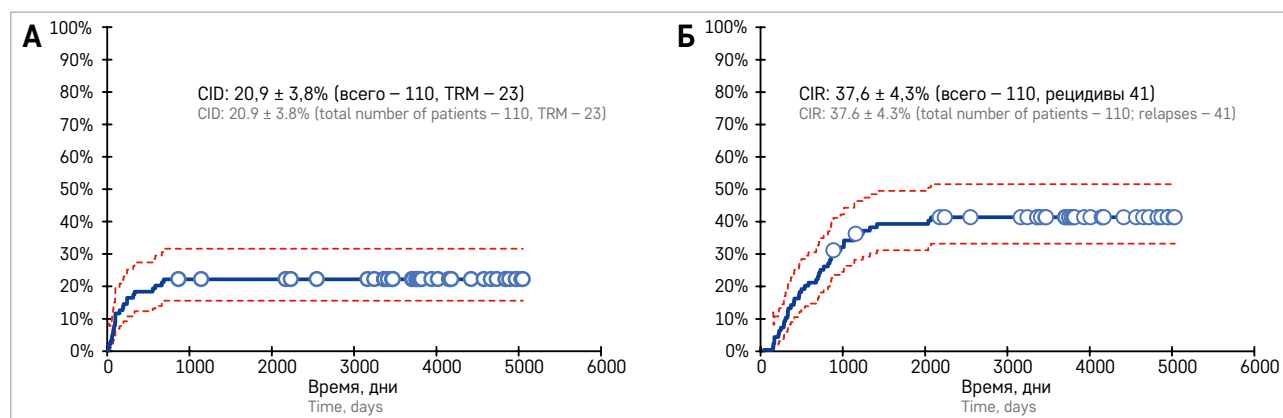 А
100%
90%
80%
70%
60%
50%
40%
30%
20%
10%
0%
CID: 20,9 ± 3,8% (всего – 110, TRM – 23)
CID: 20.9 ± 3.8% (total number of patients – 110, TRM – 23)
0 1000 2000 3000 4000 5000 6000
Время, дни
Time, days
Б
100%
90%
80%
70%
60%
50%
40%
30%
20%
10%
0%
CIR: 37,6 ± 4,3% (всего – 110, рецидивы 41)
CIR: 37.6 ± 4.3% (total number of patients – 110; relapses – 41)
0 1000 2000 3000 4000 5000 6000
Время, дни
Time, days